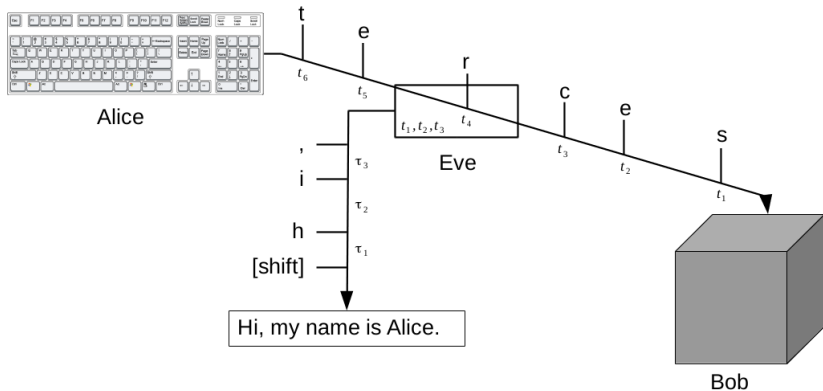 t
e
r
c
e
s
t₆
t₅
t₄
t₃
t₂
t₁
Alice
t₁,t₂,t₃
Eve
,
τ₃
i
τ₂
h
τ₁
[shift]
Hi, my name is Alice.
Bob